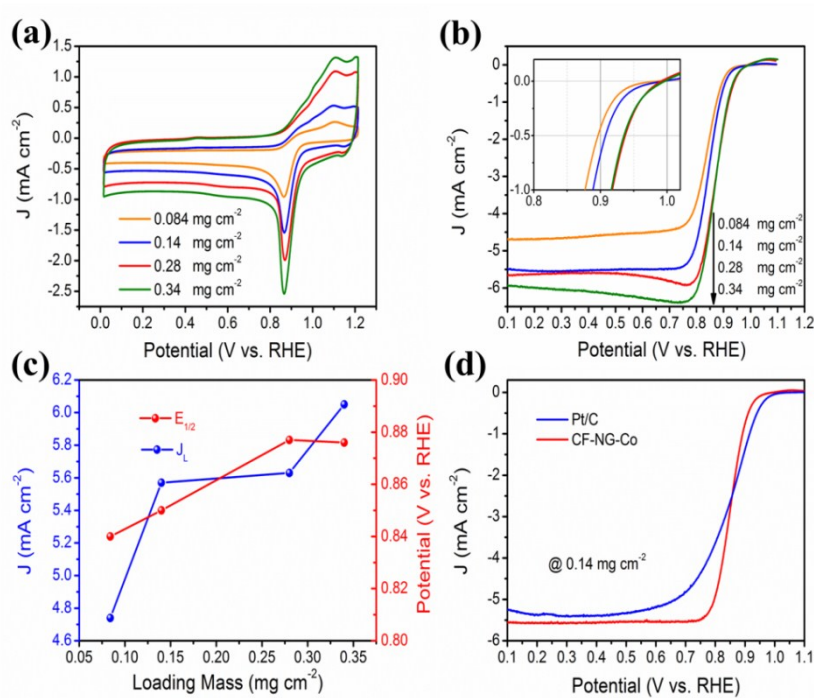 (a)
J (mA cm-2)
1.5
1.0
0.5
0.0
-0.5
-1.0
-1.5
-2.0
-2.5
0.084 mg cm-2
0.14 mg cm-2
0.28 mg cm-2
0.34 mg cm-2
0.0 0.2 0.4 0.6 0.8 1.0 1.2
Potential (V vs. RHE)
(b)
J (mA cm-2)
0
-1
-2
-3
-4
-5
-6
0.0
-0.5
-1.0
0.8 0.9 1.0
0.084 mg cm-2
0.14 mg cm-2
0.28 mg cm-2
0.34 mg cm-2
0.1 0.2 0.3 0.4 0.5 0.6 0.7 0.8 0.9 1.0 1.1 1.2
Potential (V vs. RHE)
(c)
J (mA cm-2)
6.2
6.0
5.8
5.6
5.4
5.2
5.0
4.8
4.6
E1/2
JL
0.90
0.88
0.86
0.84
0.82
0.80
Potential (V vs. RHE)
0.05 0.10 0.15 0.20 0.25 0.30 0.35
Loading Mass (mg cm-2)
(d)
J (mA cm-2)
0
-1
-2
-3
-4
-5
-6
Pt/C
CF-NG-Co
@ 0.14 mg cm-2
0.1 0.2 0.3 0.4 0.5 0.6 0.7 0.8 0.9 1.0 1.1
Potential (V vs. RHE)